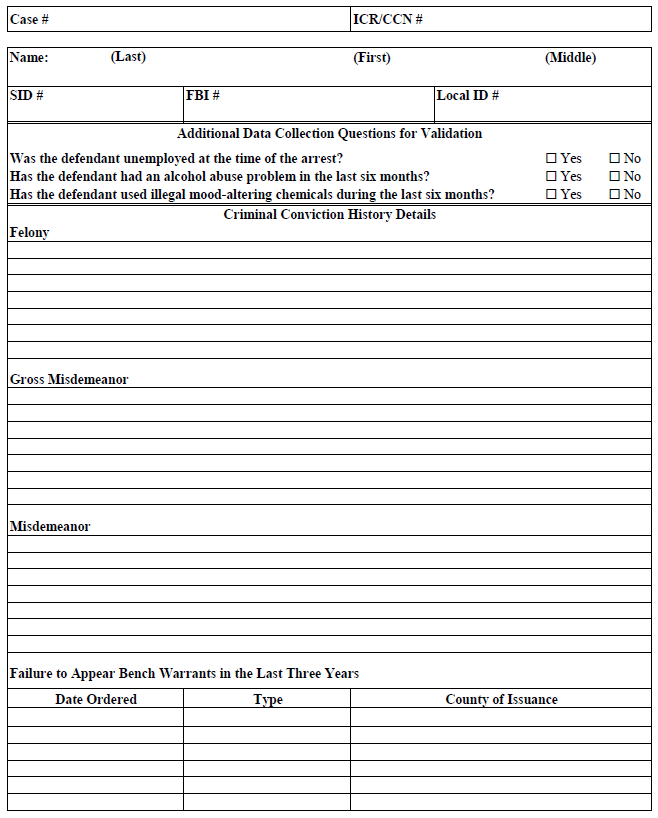 Case # ICR/CCN #
Name: (Last) (First) (Middle)
SID # FBI # Local ID #
Additional Data Collection Questions for Validation
Was the defendant unemployed at the time of the arrest? ☐ Yes ☐ No
Has the defendant had an alcohol abuse problem in the last six months? ☐ Yes ☐ No
Has the defendant used illegal mood-altering chemicals during the last six months? ☐ Yes ☐ No
Criminal Conviction History Details
Felony
Gross Misdemeanor
Misdemeanor
Failure to Appear Bench Warrants in the Last Three Years
Date Ordered Type County of Issuance